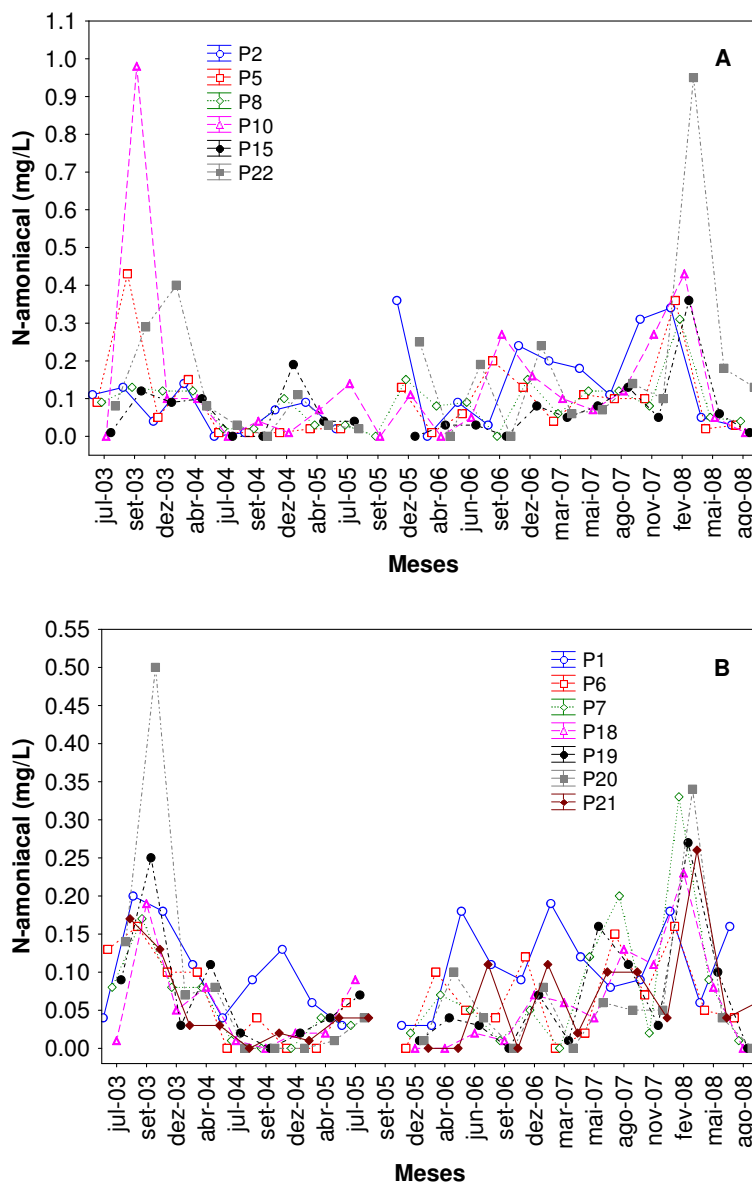 1.1
1.0
0.9
0.8
0.7
0.6
0.5
0.4
0.3
0.2
0.1
0.0
N-amoniacal (mg/L)
A
P2
P5
P8
P10
P15
P22
jul-03
set-03
dez-03
abr-04
jul-04
set-04
dez-04
abr-05
jul-05
set-05
dez-05
abr-06
jun-06
set-06
dez-06
mar-07
mai-07
ago-07
nov-07
fev-08
mai-08
ago-08
Meses
0.55
0.50
0.45
0.40
0.35
0.30
0.25
0.20
0.15
0.10
0.05
0.00
N-amoniacal (mg/L)
B
P1
P6
P7
P18
P19
P20
P21
jul-03
set-03
dez-03
abr-04
jul-04
set-04
dez-04
abr-05
jul-05
set-05
dez-05
abr-06
jun-06
set-06
dez-06
mar-07
mai-07
ago-07
nov-07
fev-08
mai-08
ago-08
Meses